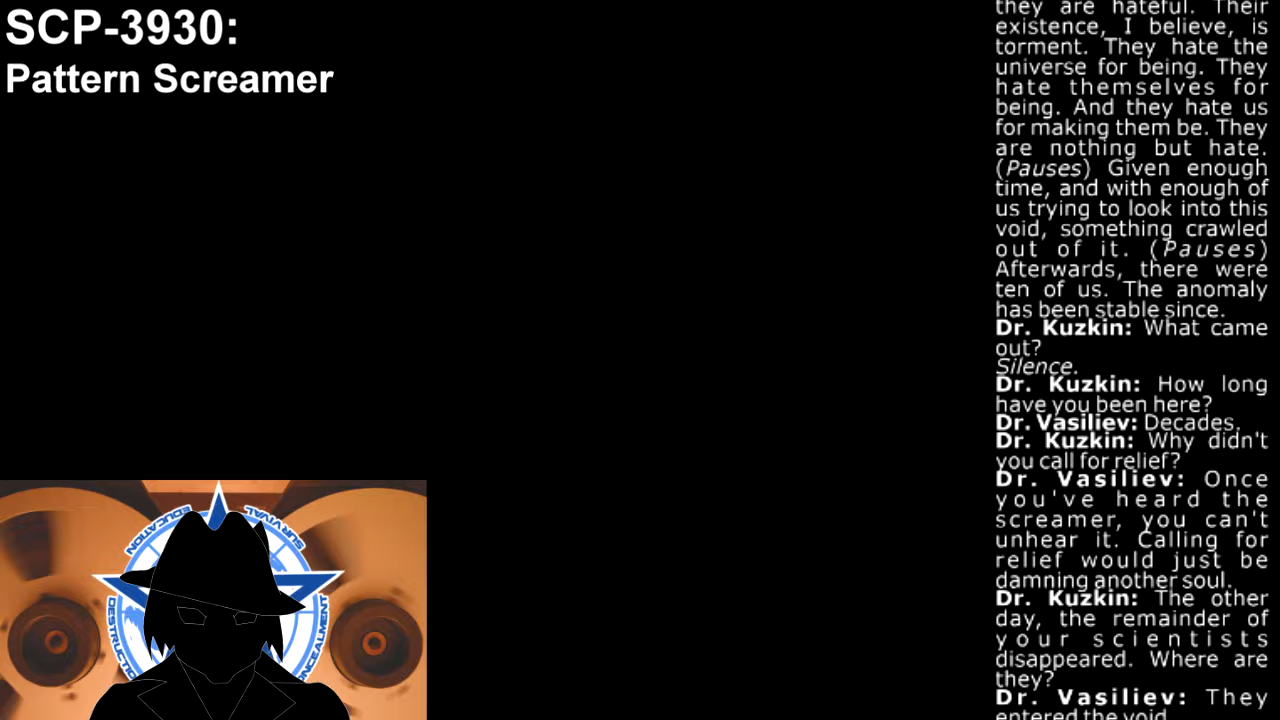 SCP-3930:
Pattern Screamer
they are hateful. Their
existence, I believe, is
torment. They hate the
universe for being. They
hate themselves for
being. And they hate us
for making them be. They
are nothing but hate.
(Pauses) Given enough
time, and with enough of
us trying to look into this
void, something crawled
out of it. (Pauses)
Afterwards, there were
ten of us. The anomaly
has been stable since.
Dr. Kuzkin: What came
out?
Silence.
Dr. Kuzkin: How long
have you been here?
Dr. Vasiliev: Decades.
Dr. Kuzkin: Why didn't
you call for relief?
Dr. Vasiliev: Once
you've heard the
screamer, you can't
unhear it. Calling for
relief would just be
damning another soul.
Dr. Kuzkin: The other
day, the remainder of
your scientists
disappeared. Where are
they?
Dr. Vasiliev: They
entered the void.
EDUCATION
SURVIVAL